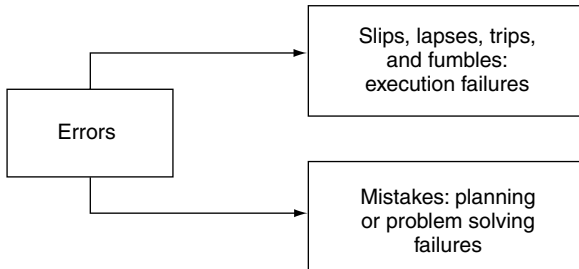 Slips, lapses, trips,
and fumbles:
execution failures
Errors
Mistakes: planning
or problem solving
failures